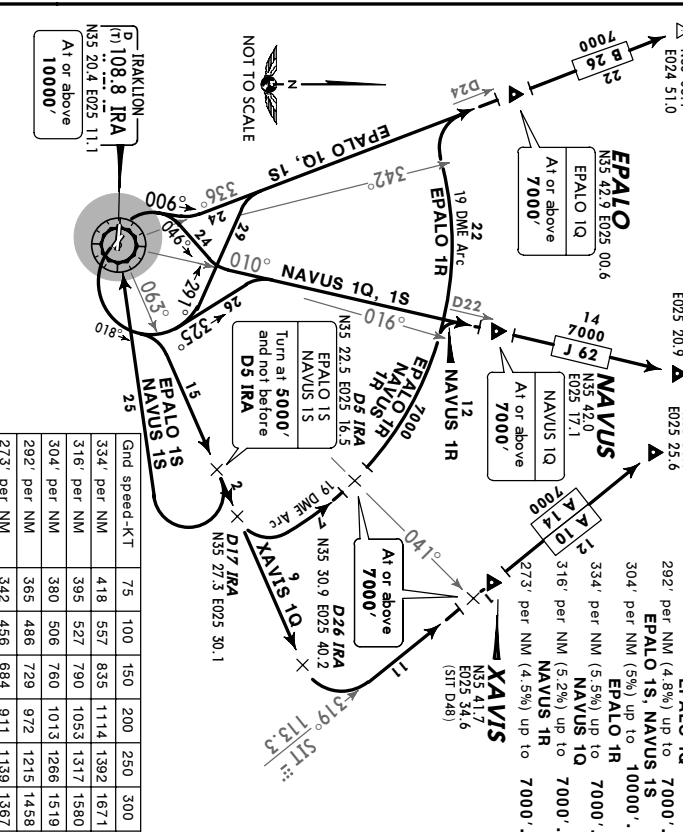 E024 51.0
B 26
7000
22
D24
EPALO
N35 42.9 E025 00.6
EPALO 1Q
At or above
7000'
E025 20.9
14
7000
J 62
NAVUS
N35 42.0
E025 17.1
NAVUS 1Q
At or above
7000'
D22
E025 25.6
12
A 10
A 14
7000
XAVIS
N35 41.7
E025 34.6
(SIT D48)
NOT TO SCALE
N
D IRAKLION
(T) 108.8 IRA
N35 20.4 E025 11.1
At or above
10000'
EPALO 1Q, 1S
336°
24
006°
046°
24
29
342°
22
19 DME Arc
EPALO 1R
010°
NAVUS 1Q, 1S
016°
291°
26
325°
063°
018°
12
NAVUS 1R
7000
EPALO 1R
NAVUS 1R
D5 IRA
N35 22.5 E025 16.5
EPALO 1S
NAVUS 1S
Turn at 5000'
and not before
D5 IRA
15
EPALO 1S
NAVUS 1S
25
2
D17 IRA
N35 27.3 E025 30.1
19 DME Arc
7
D26 IRA
N35 30.9 E025 40.2
At or above
7000'
041°
9
XAVIS 1Q
11
319°
113.3
SIT
292' per NM (4.8%) up to 7000'.
EPALO 1S, NAVUS 1S
304' per NM (5%) up to 10000'.
EPALO 1R
334' per NM (5.5%) up to 7000'.
NAVUS 1Q
316' per NM (5.2%) up to 7000'.
NAVUS 1R
273' per NM (4.5%) up to 7000'.
Gnd speed-KT 75 100 150 200 250 300
334' per NM 418 557 835 1114 1392 1671
316' per NM 395 527 790 1053 1317 1580
304' per NM 380 506 760 1013 1266 1519
292' per NM 365 486 729 972 1215 1458
273' per NM 342 456 684 911 1139 1367